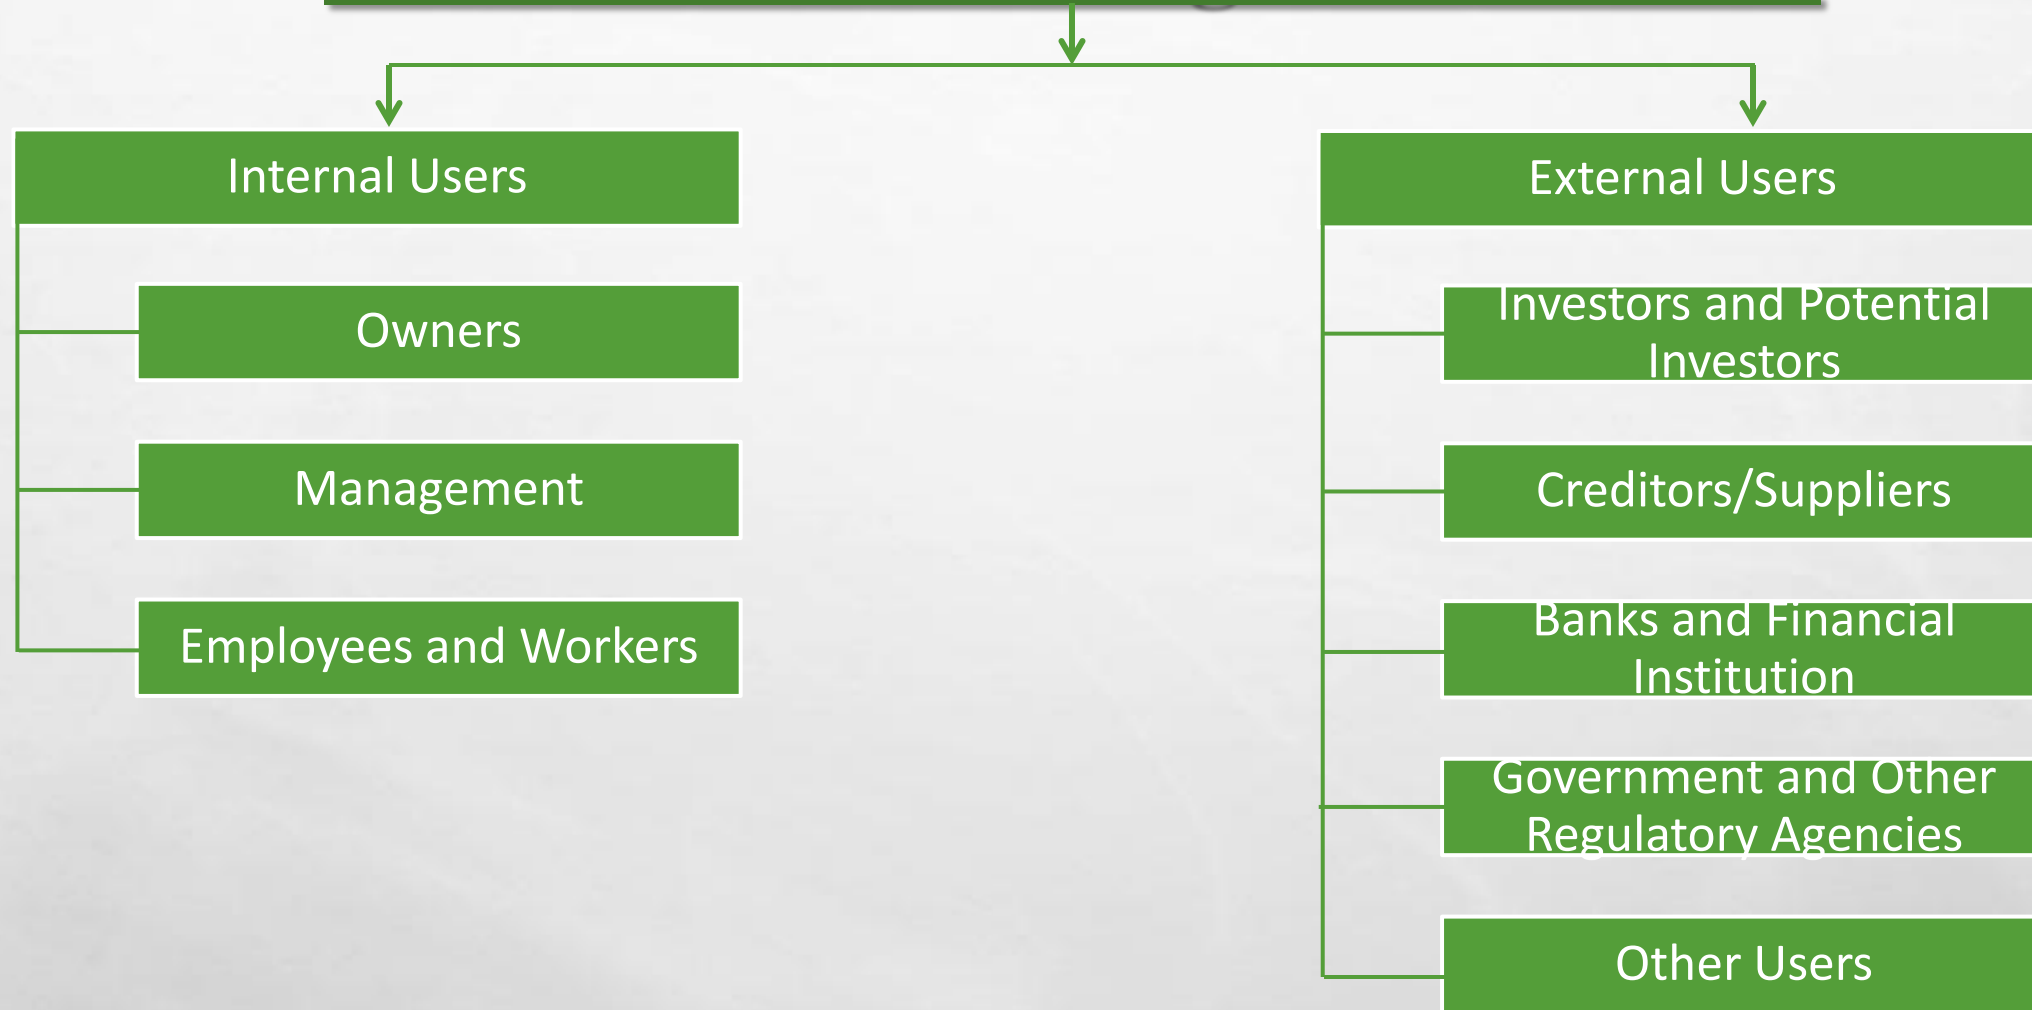 Internal Users
Owners
Management
Employees and Workers
External Users
Investors and Potential
Investors
Creditors/Suppliers
Banks and Financial
Institution
Government and Other
Regulatory Agencies
Other Users